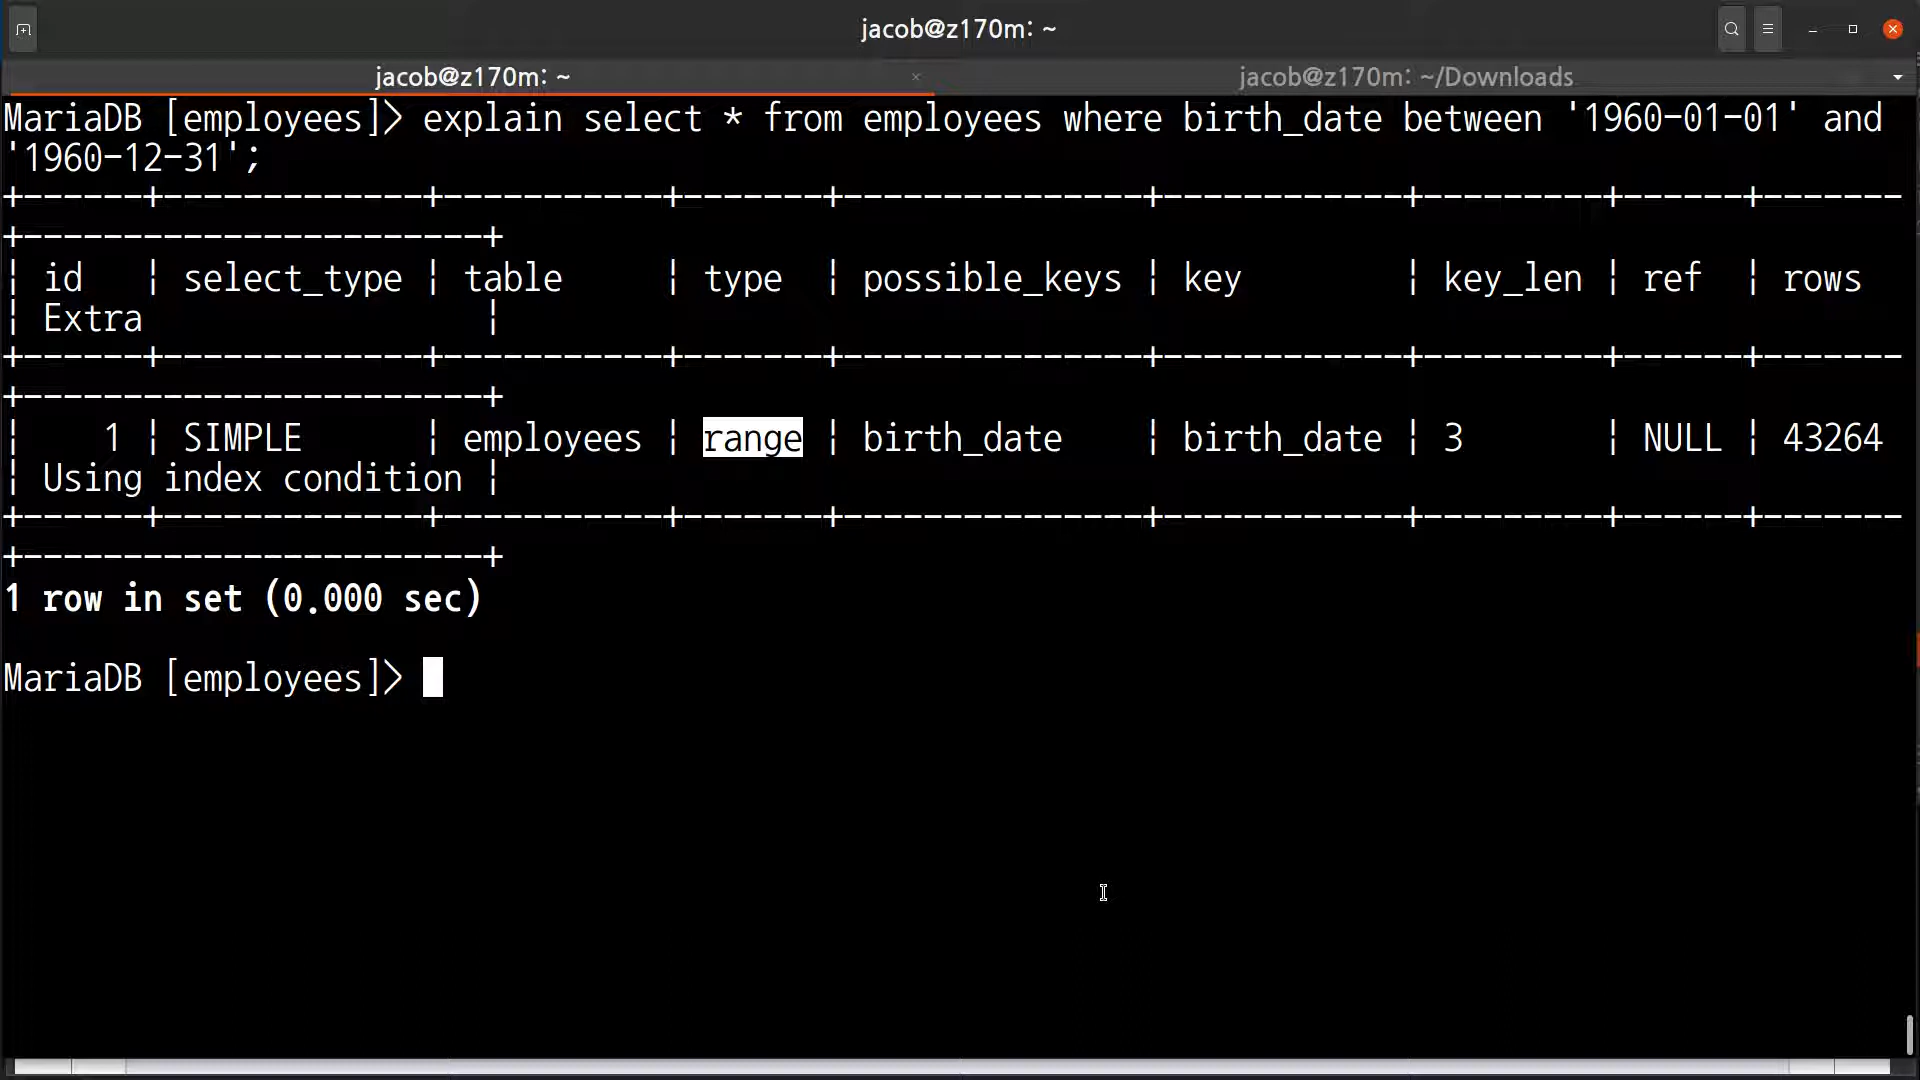 jacob@z170m: ~
jacob@z170m: ~ × jacob@z170m: ~/Downloads
MariaDB [employees]> explain select * from employees where birth_date between '1960-01-01' and
'1960-12-31';
+------+-------------+-----------+-------+---------------+------------+---------+------+-------
+-----------------------+
| id   | select_type | table     | type  | possible_keys | key        | key_len | ref  | rows
| Extra                 |
+------+-------------+-----------+-------+---------------+------------+---------+------+-------
+-----------------------+
|    1 | SIMPLE      | employees | range | birth_date    | birth_date | 3       | NULL | 43264
| Using index condition |
+------+-------------+-----------+-------+---------------+------------+---------+------+-------
+-----------------------+
1 row in set (0.000 sec)
MariaDB [employees]>